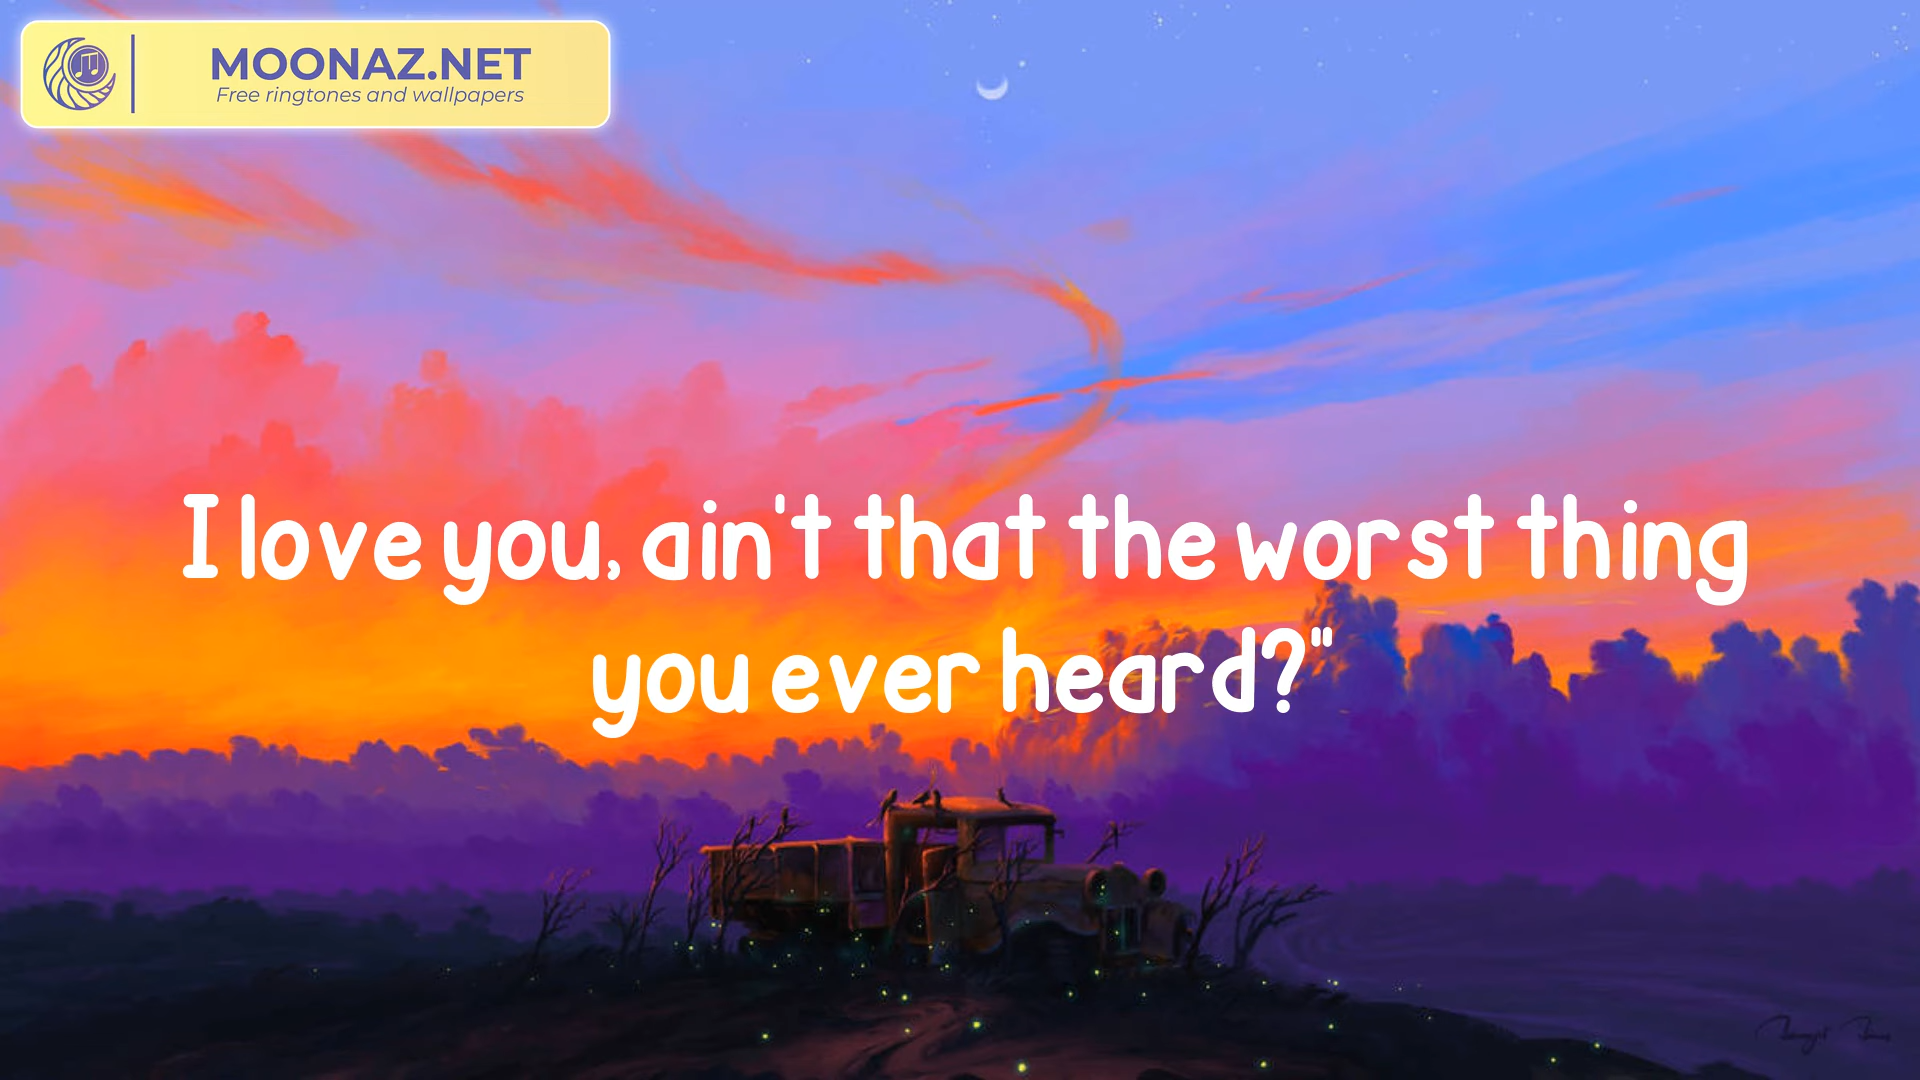 MOONAZ.NET
Free ringtones and wallpapers
I love you, ain't that the worst thing
you ever heard?"